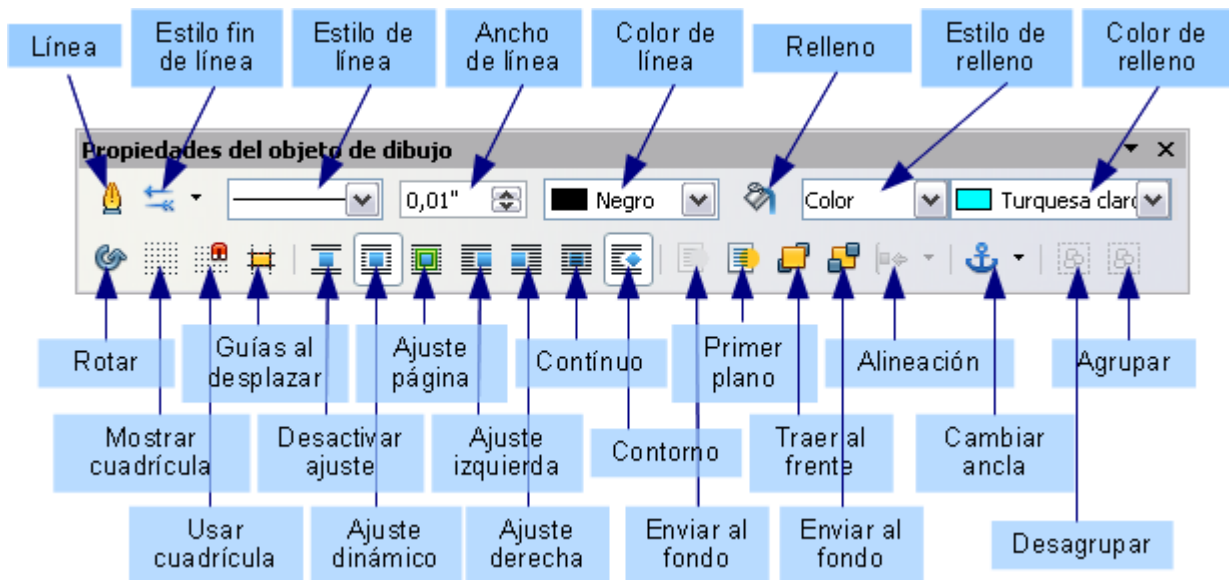 Línea
Estilo fin
de línea
Estilo de
línea
Ancho
de línea
Color de
línea
Relleno
Estilo de
relleno
Color de
relleno
Propiedades del objeto de dibujo
0,01"
Negro
Color
Turquesa claro
Rotar
Guías al
desplazar
Ajuste
página
Contínuo
Primer
plano
Alineación
Agrupar
Mostrar
cuadrícula
Desactivar
ajuste
Ajuste
izquierda
Contorno
Traer al
frente
Cambiar
ancla
Usar
cuadrícula
Ajuste
dinámico
Ajuste
derecha
Enviar al
fondo
Enviar al
fondo
Desagrupar